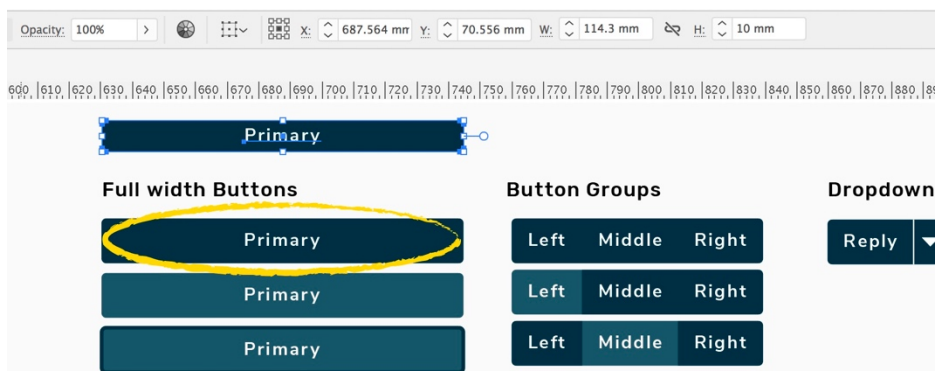 Opacity: 100% X: 687.564 mm Y: 70.556 mm W: 114.3 mm H: 10 mm
600 610 620 630 640 650 660 670 680 690 700 710 720 730 740 750 760 770 780 790 800 810 820 830 840 850 860 870 880
Primary
Full width Buttons Button Groups Dropdown
Primary Left Middle Right Reply
Primary Left Middle Right
Primary Left Middle Right